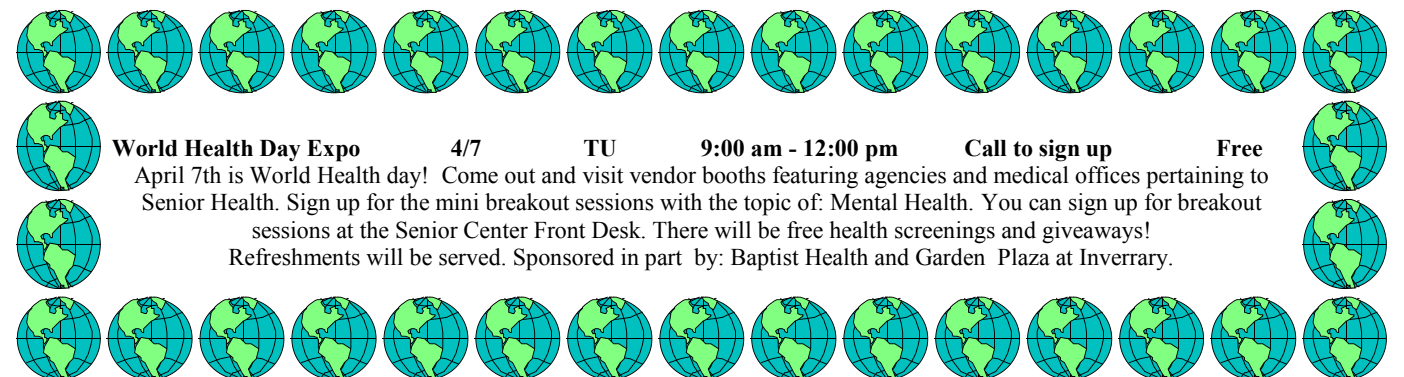 World Health Day Expo 4/7 TU 9:00 am - 12:00 pm Call to sign up Free
April 7th is World Health day! Come out and visit vendor booths featuring agencies and medical offices pertaining to
Senior Health. Sign up for the mini breakout sessions with the topic of: Mental Health. You can sign up for breakout
sessions at the Senior Center Front Desk. There will be free health screenings and giveaways!
Refreshments will be served. Sponsored in part by: Baptist Health and Garden Plaza at Inverrary.